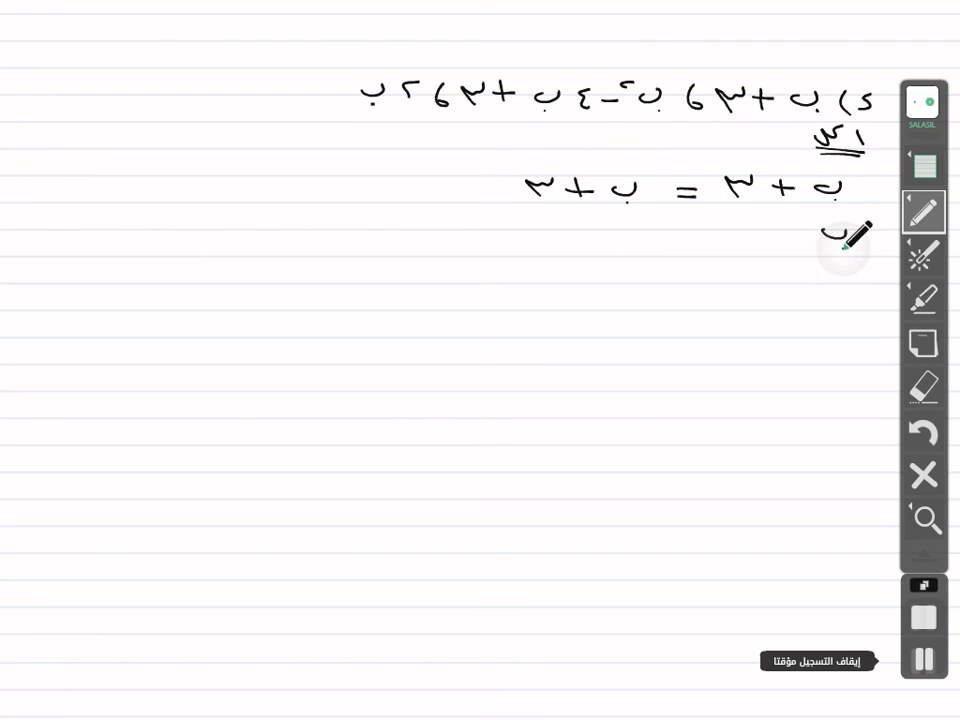 د) ب + ٣ و ب٢ - ٤ ب + ٣ و ٢ ب
الحل
ب + ٣ = ب + ٣
ب
SALASIL
إيقاف التسجيل مؤقتا